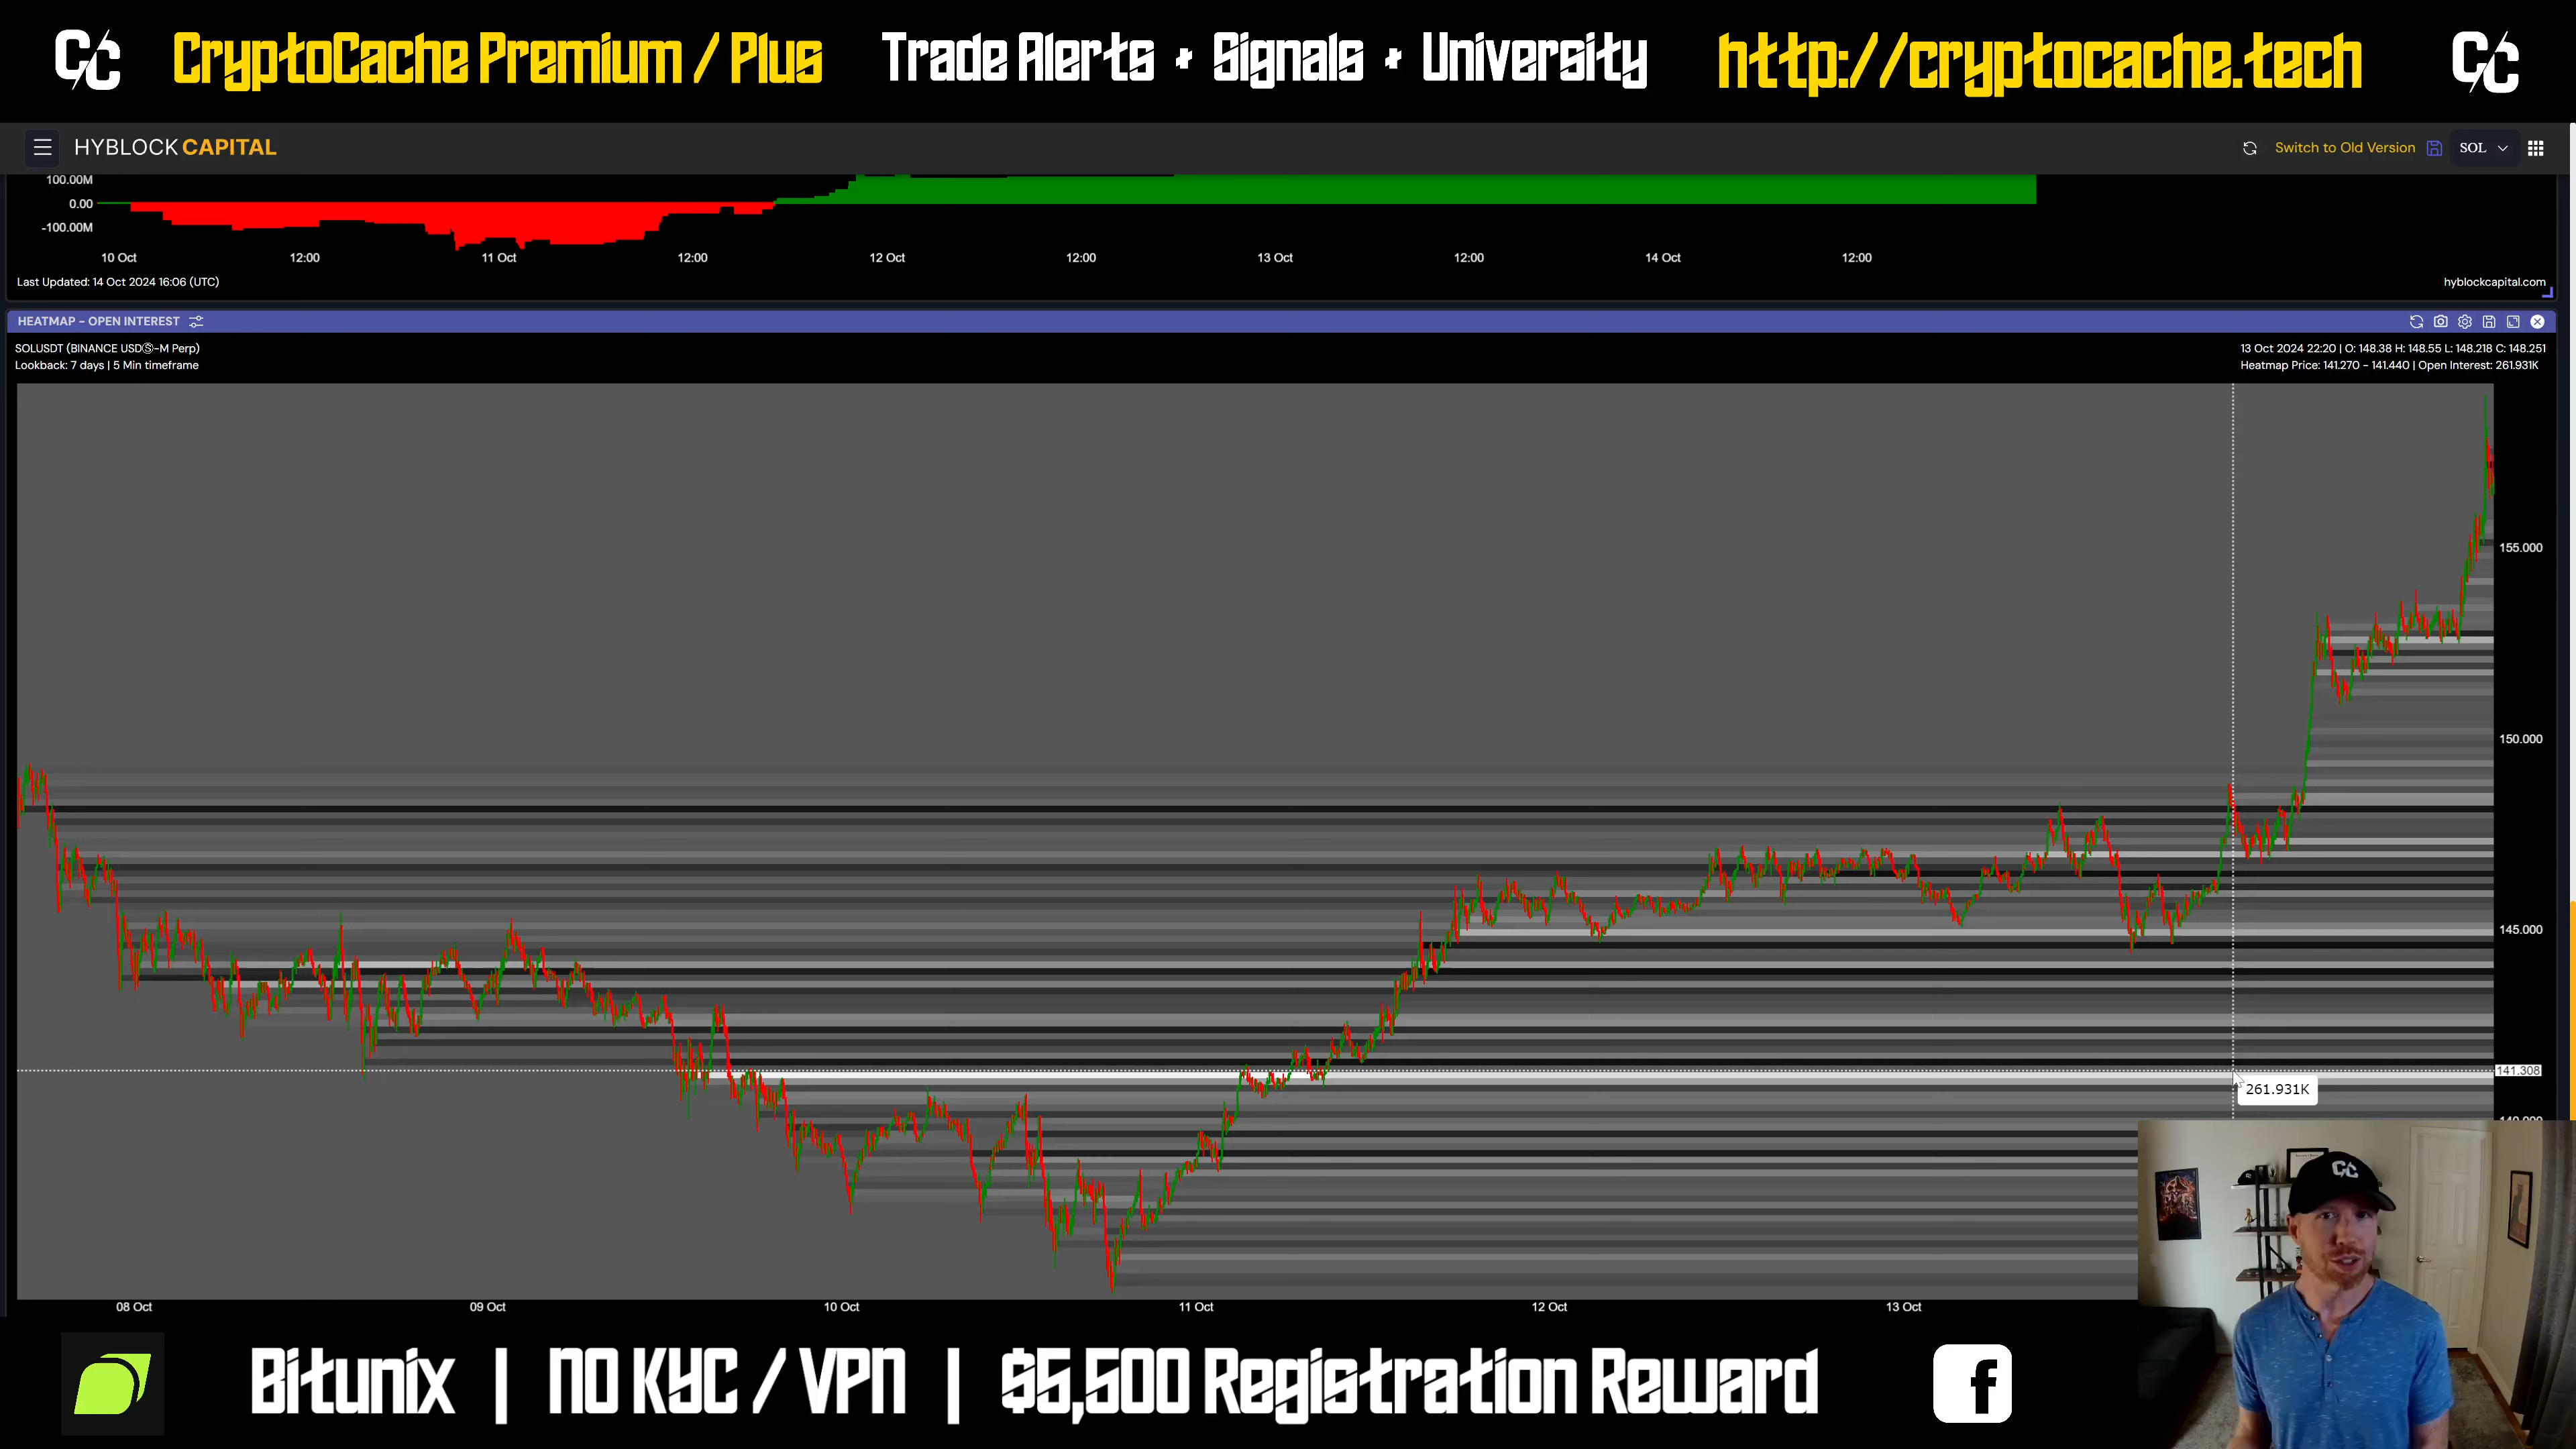 CC CryptoCache Premium / Plus Trade Alerts + Signals + University http://cryptocache.tech CC
HYBLOCK CAPITAL
Switch to Old Version SOL
100.00M
0.00
-100.00M
10 Oct 12:00 11 Oct 12:00 12 Oct 12:00 13 Oct 12:00 14 Oct 12:00
Last Updated: 14 Oct 2024 16:06 (UTC) hyblockcapital.com
HEATMAP - OPEN INTEREST
SOLUSDT (BINANCE USDⓈ-M Perp) 13 Oct 2024 22:20 | O: 148.38 H: 148.55 L: 148.218 C: 148.251
Lookback: 7 days | 5 Min timeframe Heatmap Price: 141.270 - 141.440 | Open Interest: 261.931K
155.000
150.000
145.000
141.308
261.931K
140.000
CC
08 Oct 09 Oct 10 Oct 11 Oct 12 Oct 13 Oct
Bitunix | NO KYC / VPN | $5,500 Registration Reward f